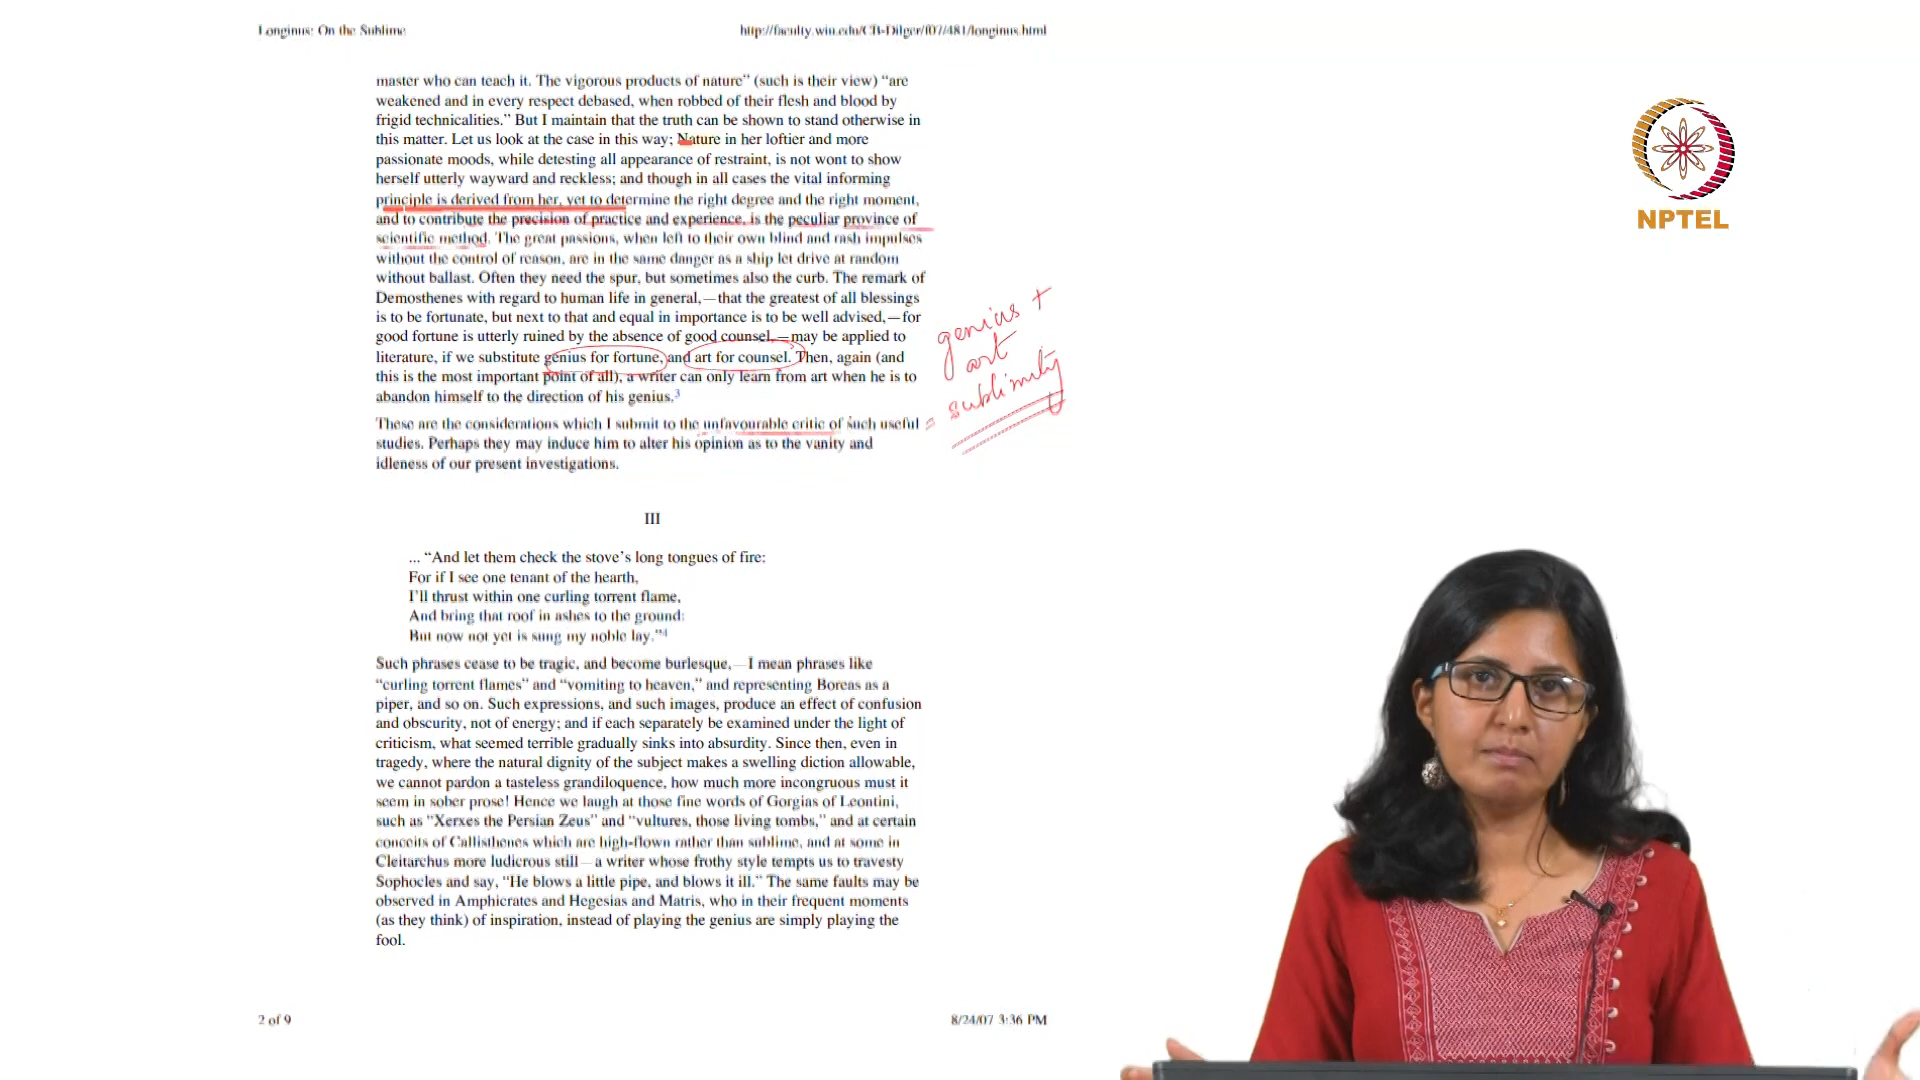 Longinus: On the Sublime
http://faculty.wiu.edu/CB-Dilger/f07/481/longinus.html
master who can teach it. The vigorous products of nature” (such is their view) “are
weakened and in every respect debased, when robbed of their flesh and blood by
frigid technicalities.” But I maintain that the truth can be shown to stand otherwise in
this matter. Let us look at the case in this way; Nature in her loftier and more
passionate moods, while detesting all appearance of restraint, is not wont to show
herself utterly wayward and reckless; and though in all cases the vital informing
principle is derived from her, yet to determine the right degree and the right moment,
and to contribute the precision of practice and experience, is the peculiar province of
scientific method. The great passions, when left to their own blind and rash impulses
without the control of reason, are in the same danger as a ship let drive at random
without ballast. Often they need the spur, but sometimes also the curb. The remark of
Demosthenes with regard to human life in general,—that the greatest of all blessings
is to be fortunate, but next to that and equal in importance is to be well advised,—for
good fortune is utterly ruined by the absence of good counsel,—may be applied to
literature, if we substitute genius for fortune, and art for counsel. Then, again (and
this is the most important point of all), a writer can only learn from art when he is to
abandon himself to the direction of his genius.3
These are the considerations which I submit to the unfavourable critic of such useful
studies. Perhaps they may induce him to alter his opinion as to the vanity and
idleness of our present investigations.
genius +
art
= sublimity
III
... “And let them check the stove’s long tongues of fire:
For if I see one tenant of the hearth,
I’ll thrust within one curling torrent flame,
And bring that roof in ashes to the ground:
But now not yet is sung my noble lay.”4
Such phrases cease to be tragic, and become burlesque,—I mean phrases like
“curling torrent flames” and “vomiting to heaven,” and representing Boreas as a
piper, and so on. Such expressions, and such images, produce an effect of confusion
and obscurity, not of energy; and if each separately be examined under the light of
criticism, what seemed terrible gradually sinks into absurdity. Since then, even in
tragedy, where the natural dignity of the subject makes a swelling diction allowable,
we cannot pardon a tasteless grandiloquence, how much more incongruous must it
seem in sober prose! Hence we laugh at those fine words of Gorgias of Leontini,
such as “Xerxes the Persian Zeus” and “vultures, those living tombs,” and at certain
conceits of Callisthenes which are high-flown rather than sublime, and at some in
Cleitarchus more ludicrous still—a writer whose frothy style tempts us to travesty
Sophocles and say, “He blows a little pipe, and blows it ill.” The same faults may be
observed in Amphicrates and Hegesias and Matris, who in their frequent moments
(as they think) of inspiration, instead of playing the genius are simply playing the
fool.
2 of 9
8/24/07 3:36 PM
NPTEL